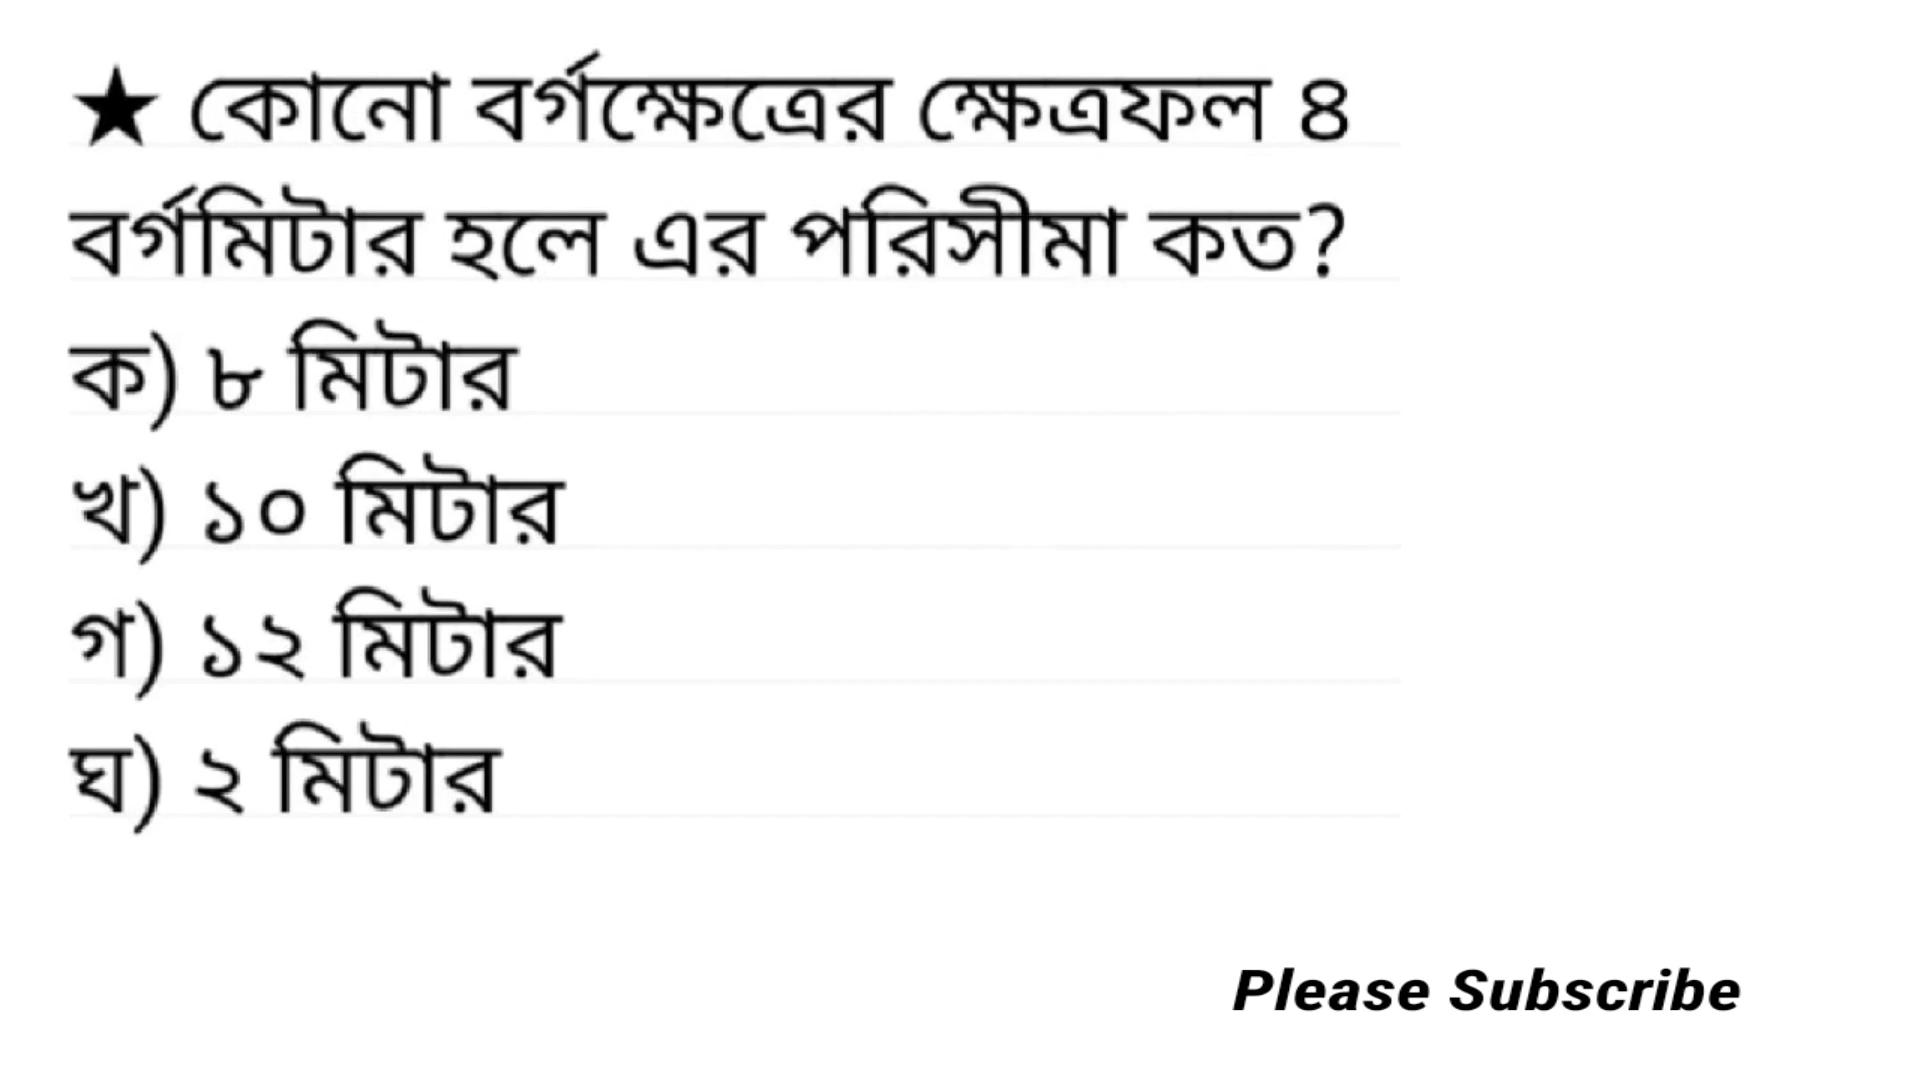 ★ কোনো বর্গক্ষেত্রের ক্ষেত্রফল ৪
বর্গমিটার হলে এর পরিসীমা কত?
ক) ৮ মিটার
খ) ১০ মিটার
গ) ১২ মিটার
ঘ) ২ মিটার
Please Subscribe